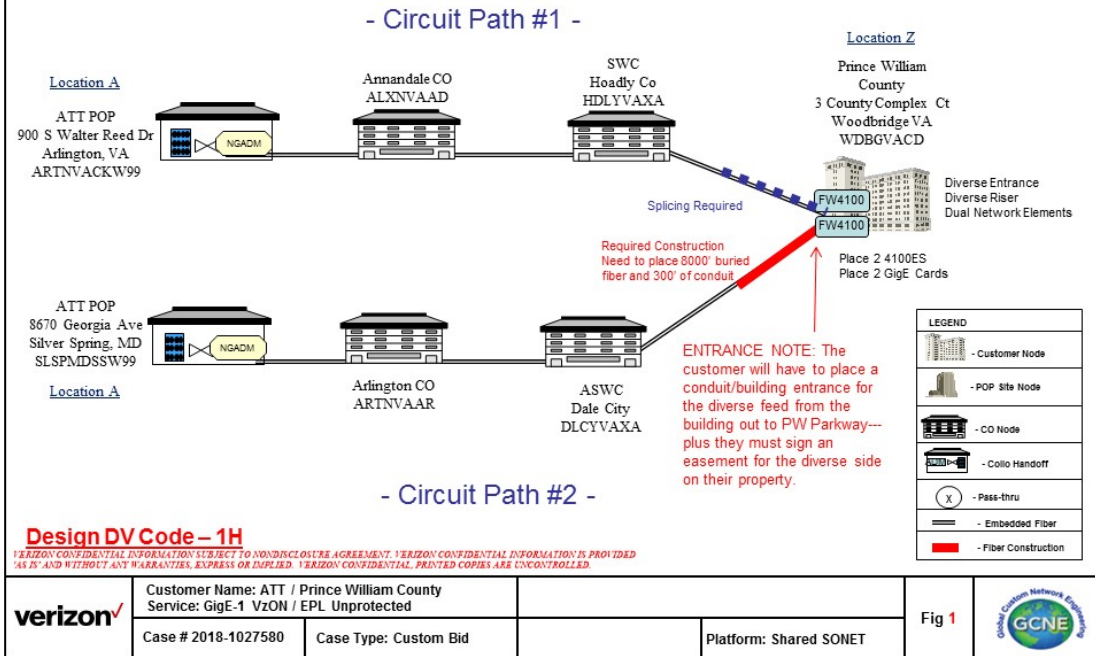 - Circuit Path #1 -
Location A
ATT POP
900 S Walter Reed Dr
Arlington, VA
ARTNVACKW99
NGADM
Annandale CO
ALXNVAAD
SWC
Hoadly Co
HDLYVAXA
Location Z
Prince William
County
3 County Complex Ct
Woodbridge VA
WDBGVACD
Splicing Required
FW4100
FW4100
Diverse Entrance
Diverse Riser
Dual Network Elements
Required Construction
Need to place 8000' buried
fiber and 300' of conduit
Place 2 4100ES
Place 2 GigE Cards
ATT POP
8670 Georgia Ave
Silver Spring, MD
SLSPMDSSW99
Location A
NGADM
Arlington CO
ARTNVAAR
ASWC
Dale City
DLCYVAXA
ENTRANCE NOTE: The
customer will have to place a
conduit/building entrance for
the diverse feed from the
building out to PW Parkway---
plus they must sign an
easement for the diverse side
on their property.
LEGEND
- Customer Node
- POP Site Node
- CO Node
- Collo Handoff
X
- Pass-thru
- Embedded Fiber
- Fiber Construction
- Circuit Path #2 -
Design DV Code – 1H
VERIZON CONFIDENTIAL INFORMATION SUBJECT TO NONDISCLOSURE AGREEMENT. VERIZON CONFIDENTIAL INFORMATION IS PROVIDED
'AS IS' AND WITHOUT ANY WARRANTIES, EXPRESS OR IMPLIED. VERIZON CONFIDENTIAL, PRINTED COPIES ARE UNCONTROLLED.
verizon✓
Customer Name: ATT / Prince William County
Service: GigE-1 VzON / EPL Unprotected
Case # 2018-1027580
Case Type: Custom Bid
Platform: Shared SONET
Fig 1
Global Custom Network Engineering
GCNE